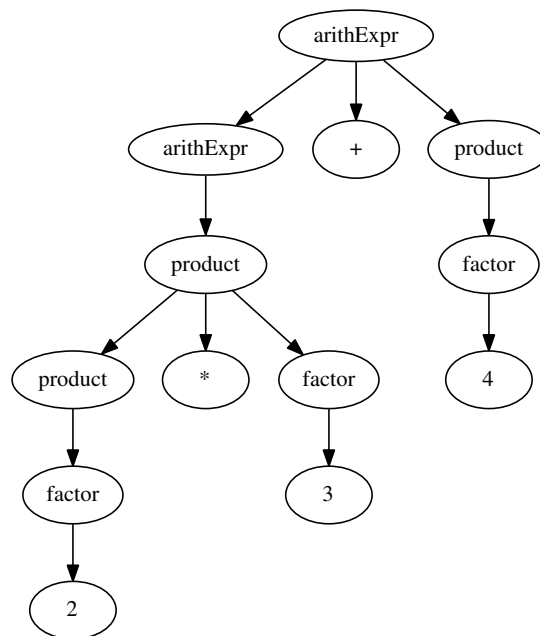 arithExpr
arithExpr + product
product factor
product * factor 4
factor 3
2